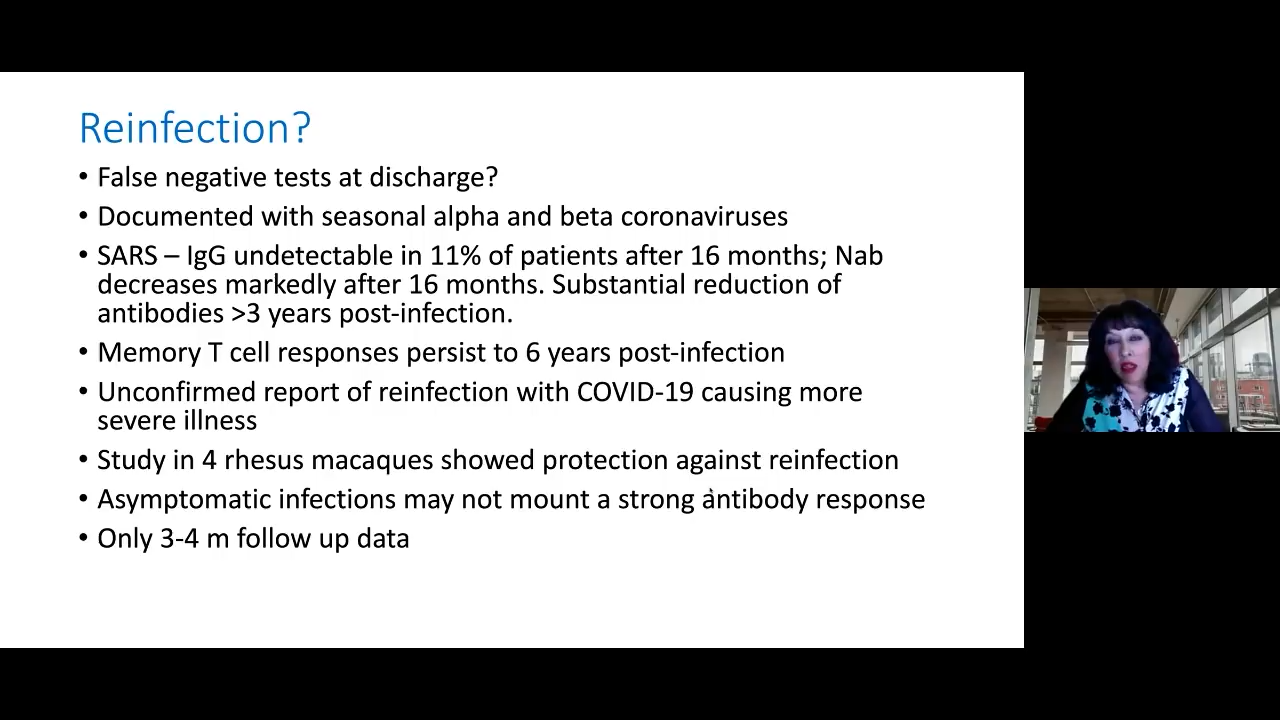 Reinfection?
• False negative tests at discharge?
• Documented with seasonal alpha and beta coronaviruses
• SARS – IgG undetectable in 11% of patients after 16 months; Nab
decreases markedly after 16 months. Substantial reduction of
antibodies >3 years post-infection.
• Memory T cell responses persist to 6 years post-infection
• Unconfirmed report of reinfection with COVID-19 causing more
severe illness
• Study in 4 rhesus macaques showed protection against reinfection
• Asymptomatic infections may not mount a strong antibody response
• Only 3-4 m follow up data